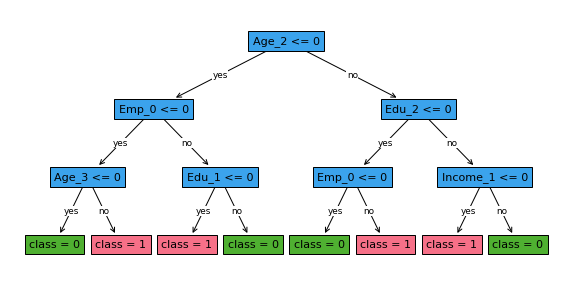 Age_2 <= 0
yes
no
Emp_0 <= 0
Edu_2 <= 0
yes
no
yes
no
Age_3 <= 0
Edu_1 <= 0
Emp_0 <= 0
Income_1 <= 0
yes
no
yes
no
yes
no
yes
no
class = 0
class = 1
class = 1
class = 0
class = 0
class = 1
class = 1
class = 0